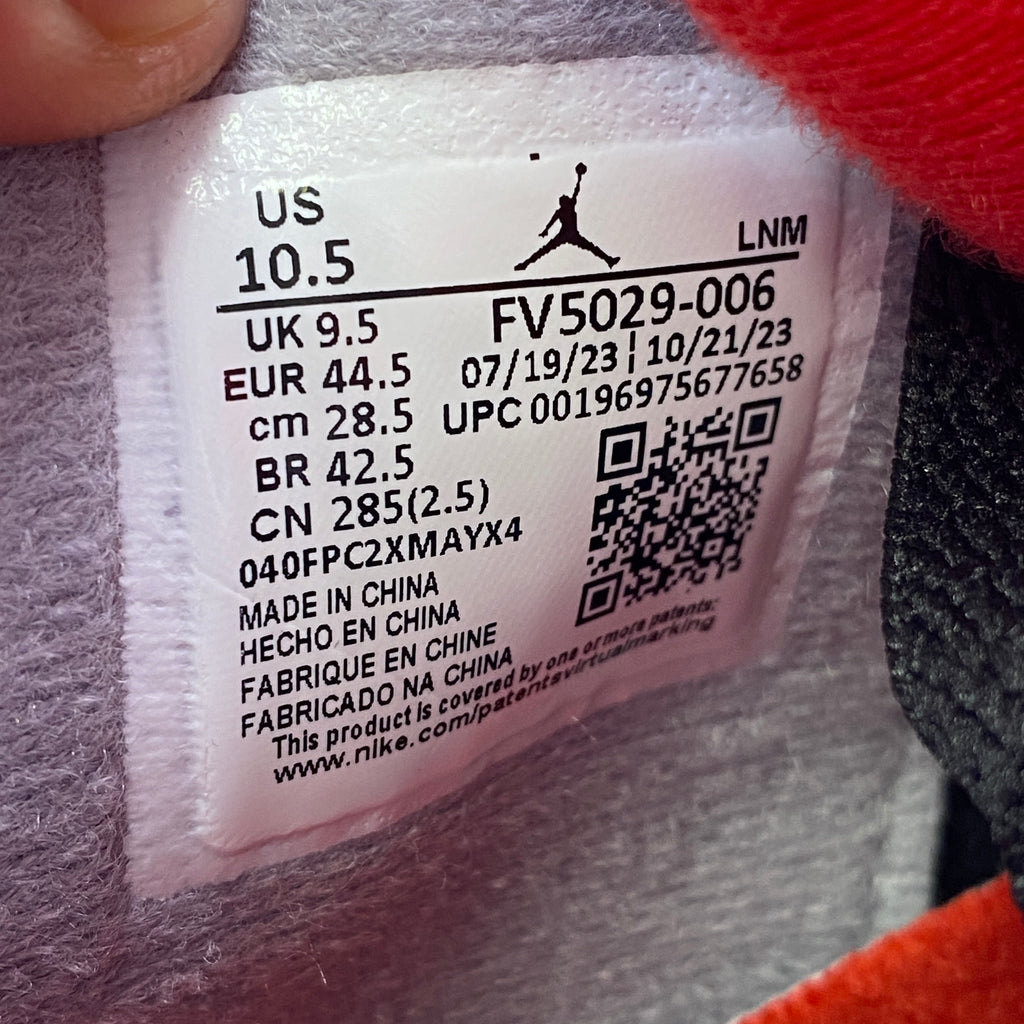 US
10.5
LNM
UK 9.5
EUR 44.5
cm 28.5
BR 42.5
CN 285(2.5)
FV5029-006
07/19/23 ¦ 10/21/23
UPC 00196975677658
040FPC2XMAYX4
MADE IN CHINA
HECHO EN CHINA
FABRIQUE EN CHINE
FABRICADO NA CHINA
This product is covered by one or more patents;
www.nike.com/patentsvirtualmarking